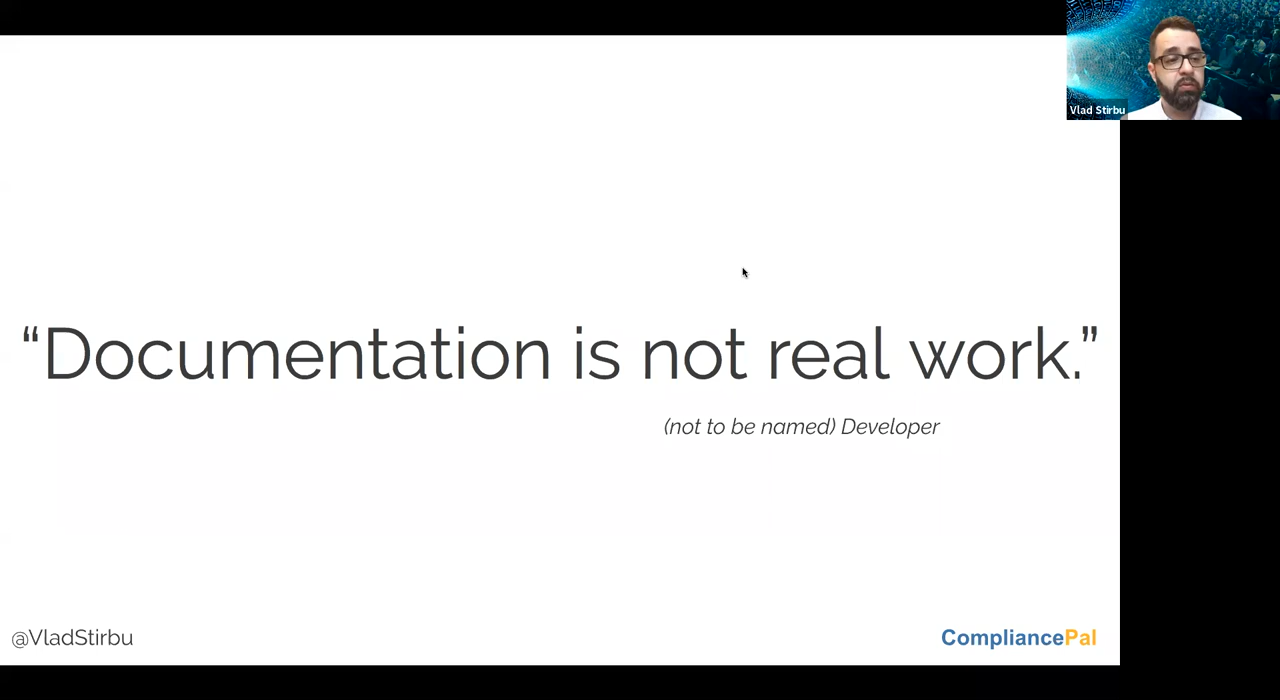 Vlad Stirbu
“Documentation is not real work.”
(not to be named) Developer
@VladStirbu
CompliancePal